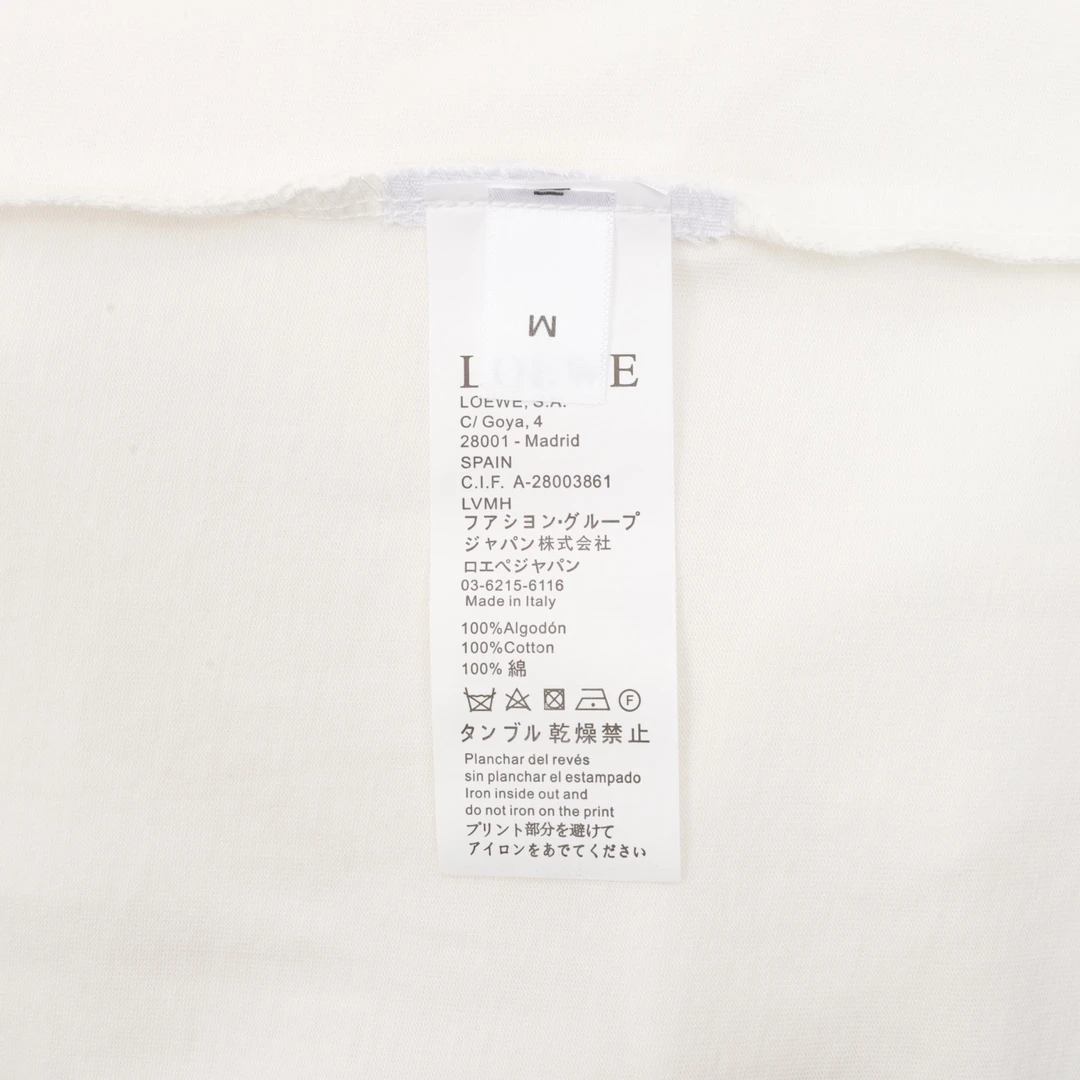 M
LOEWE
LOEWE, S.A.
C/ Goya, 4
28001 - Madrid
SPAIN
C.I.F. A-28003861
LVMH
フアショヨン·グループ
ジャパン株式会社
ロエペジャパン
03-6215-6116
Made in Italy
100%Algodón
100%Cotton
100% 綿
F
タンブル乾燥禁止
Planchar del revés
sin planchar el estampado
Iron inside out and
do not iron on the print
プリント部分を避けて
アイロンをあでてください